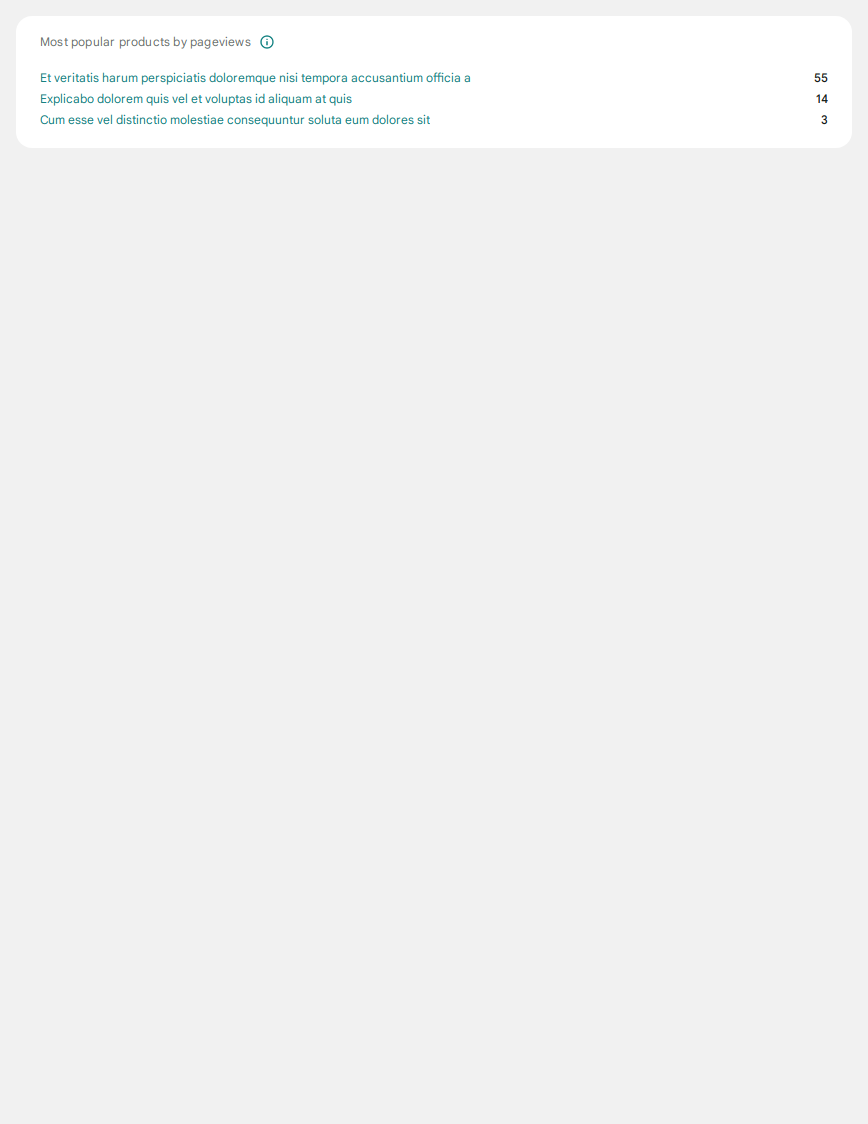 Most popular products by pageviews
Et veritatis harum perspiciatis doloremque nisi tempora accusantium officia a 55
Explicabo dolorem quis vel et voluptas id aliquam at quis 14
Cum esse vel distinctio molestiae consequuntur soluta eum dolores sit 3